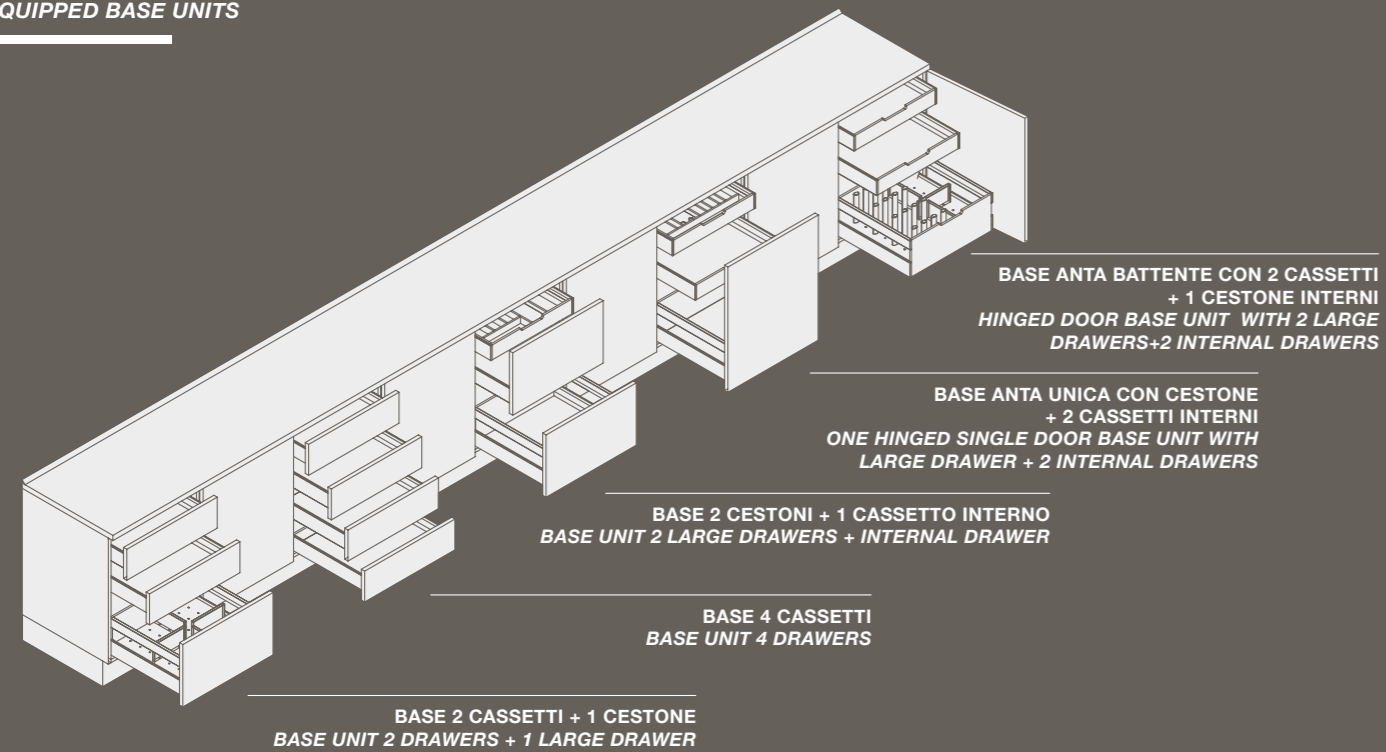 QUIPPED BASE UNITS
BASE ANTA BATTENTE CON 2 CASSETTI
+ 1 CESTONE INTERNI
HINGED DOOR BASE UNIT WITH 2 LARGE
DRAWERS+2 INTERNAL DRAWERS
BASE ANTA UNICA CON CESTONE
+ 2 CASSETTI INTERNI
ONE HINGED SINGLE DOOR BASE UNIT WITH
LARGE DRAWER + 2 INTERNAL DRAWERS
BASE 2 CESTONI + 1 CASSETTO INTERNO
BASE UNIT 2 LARGE DRAWERS + INTERNAL DRAWER
BASE 4 CASSETTI
BASE UNIT 4 DRAWERS
BASE 2 CASSETTI + 1 CESTONE
BASE UNIT 2 DRAWERS + 1 LARGE DRAWER